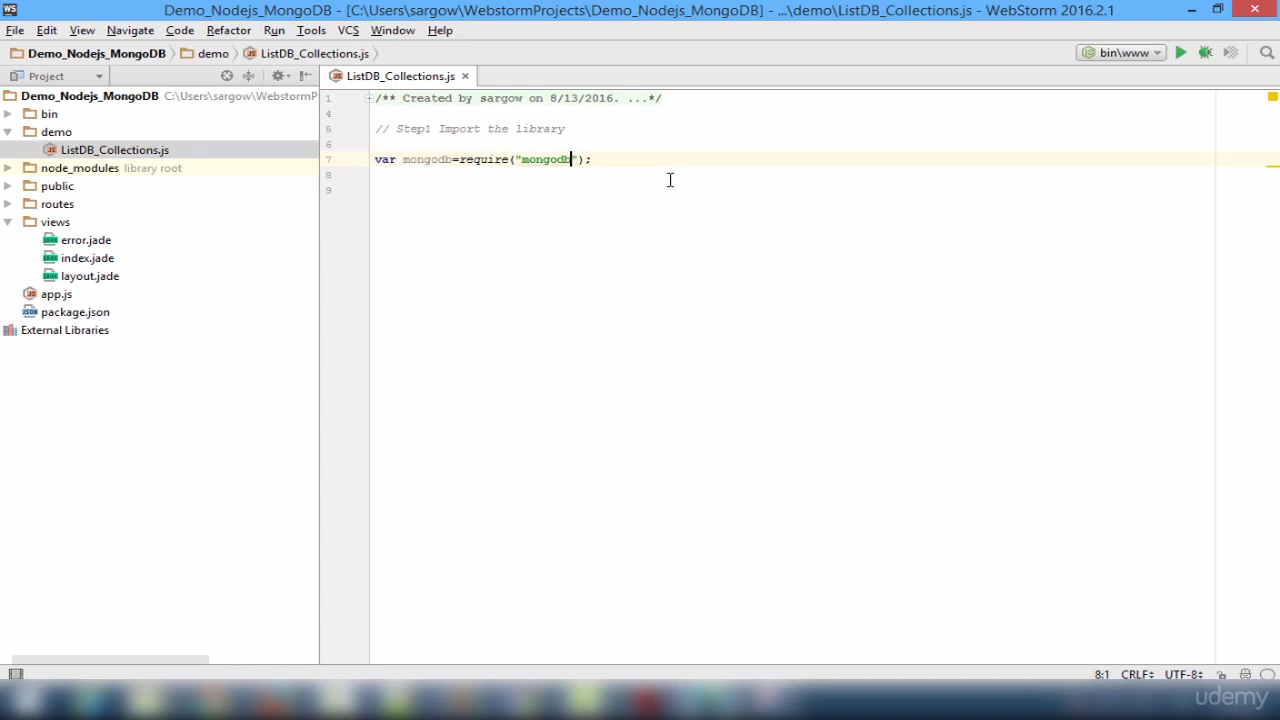 WS
Demo_Nodejs_MongoDB - [C:\Users\sargow\WebstormProjects\Demo_Nodejs_MongoDB] - ...\demo\ListDB_Collections.js - WebStorm 2016.2.1
File Edit View Navigate Code Refactor Run Tools VCS Window Help
Demo_Nodejs_MongoDB demo ListDB_Collections.js bin\www
Project ListDB_Collections.js
Demo_Nodejs_MongoDB C:\Users\sargow\WebstormP
bin
demo
ListDB_Collections.js
node_modules library root
public
routes
views
error.jade
index.jade
layout.jade
app.js
package.json
External Libraries
1 /** Created by sargow on 8/13/2016. ...*/
4
5 // Step1 Import the library
6
7 var mongodb=require("mongodb");
8
9
8:1 CRLF UTF-8
udemy